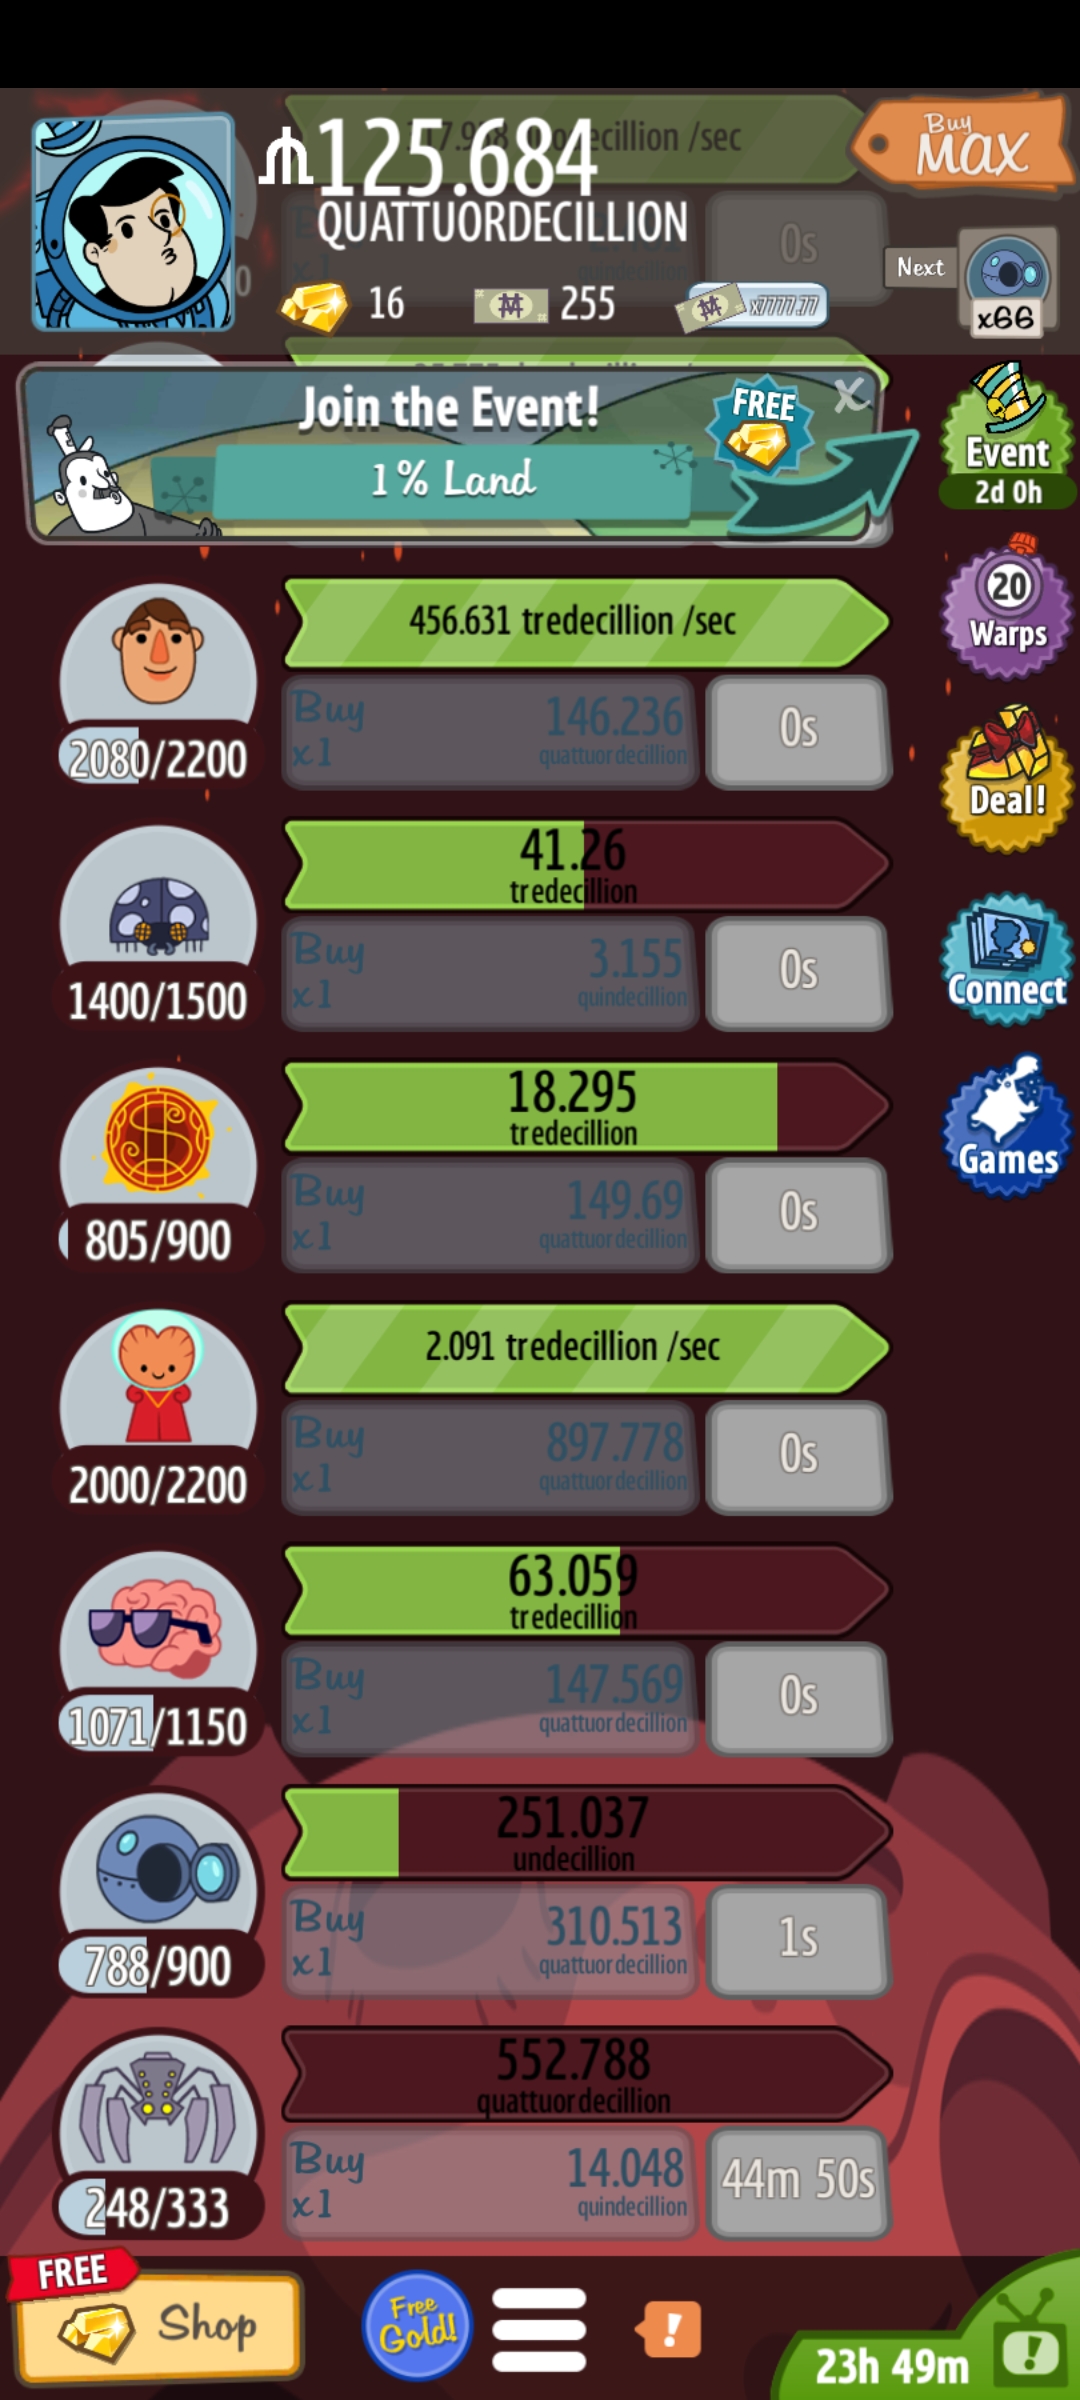 125.684
QUATTUORDECILLION
Buy
MAX
16
255
x7777.77
Next
x66
Join the Event!
FREE
1% Land
Event
2d 0h
0s
456.631 tredecillion /sec
2080/2200
Buy
x1
146.236
quattuordecillion
0s
20
Warps
41.26
tredecillion
1400/1500
Buy
x1
3.155
quindecillion
0s
Deal!
18.295
tredecillion
805/900
Buy
x1
149.69
quattuordecillion
0s
Connect
Games
2.091 tredecillion /sec
2000/2200
Buy
x1
897.778
quattuordecillion
0s
63.059
tredecillion
1071/1150
Buy
x1
147.569
quattuordecillion
0s
251.037
undecillion
788/900
Buy
x1
310.513
quattuordecillion
1s
552.788
quattuordecillion
248/333
Buy
x1
14.048
quindecillion
44m 50s
FREE
Shop
Free
Gold!
!
23h 49m
!